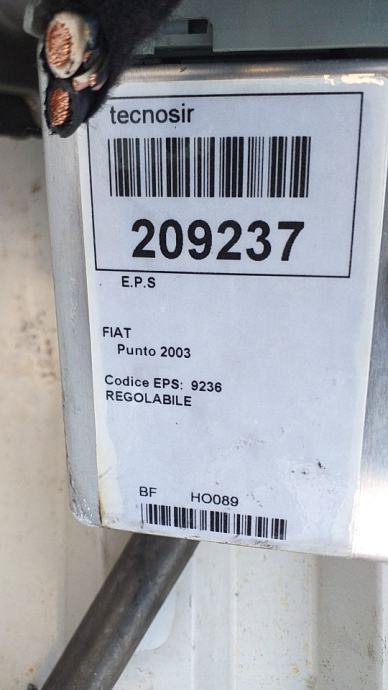 tecnosir
209237
E.P.S
FIAT
Punto 2003
Codice EPS: 9236
REGOLABILE
BF HO089